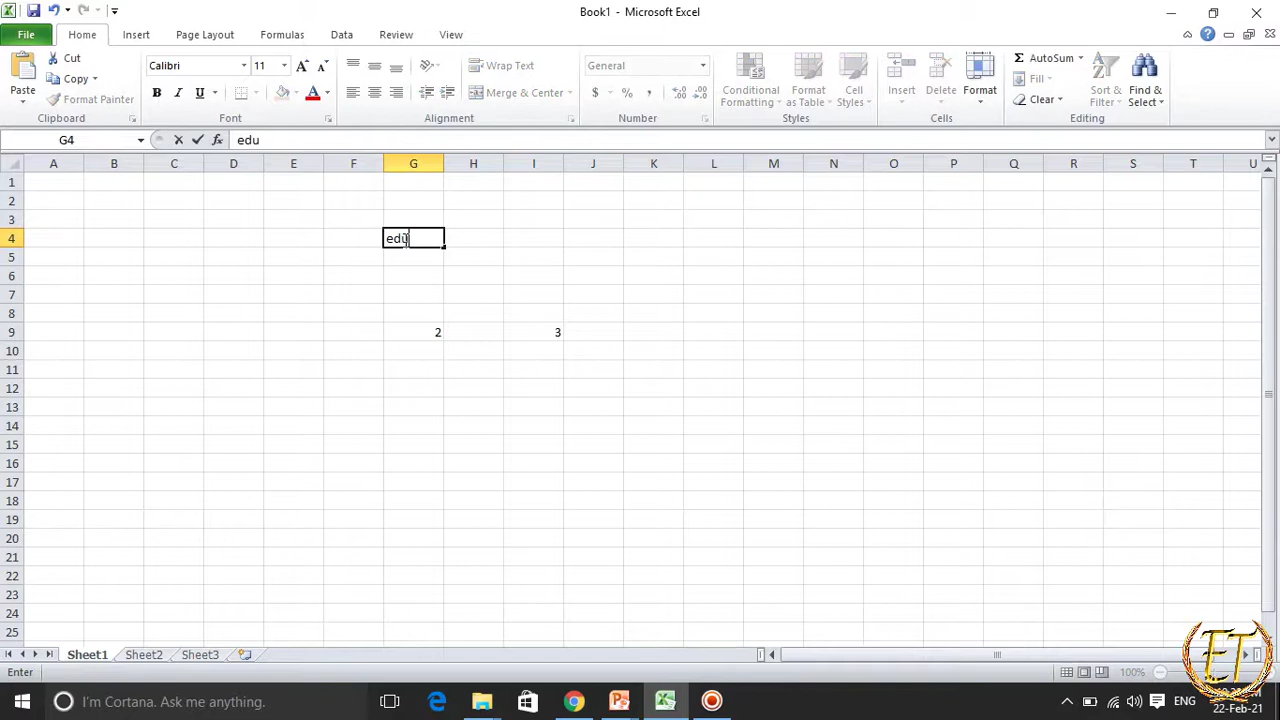 Book1 - Microsoft Excel
File Home Insert Page Layout Formulas Data Review View
Paste
Cut
Copy
Format Painter
Clipboard
Calibri 11
B I U
Font
Wrap Text
Merge & Center
Alignment
General
$ % ,
Number
Conditional Formatting
Format as Table
Cell Styles
Styles
Insert Delete Format
Cells
AutoSum
Fill
Clear
Sort & Filter
Find & Select
Editing
G4 fx edu
A B C D E F G H I J K L M N O P Q R S T U
1
2
3
4 edu
5
6
7
8
9 2 3
10
11
12
13
14
15
16
17
18
19
20
21
22
23
24
25
Sheet1 Sheet2 Sheet3
Enter 100%
I'm Cortana. Ask me anything.
ENG
22-Feb-21
ET